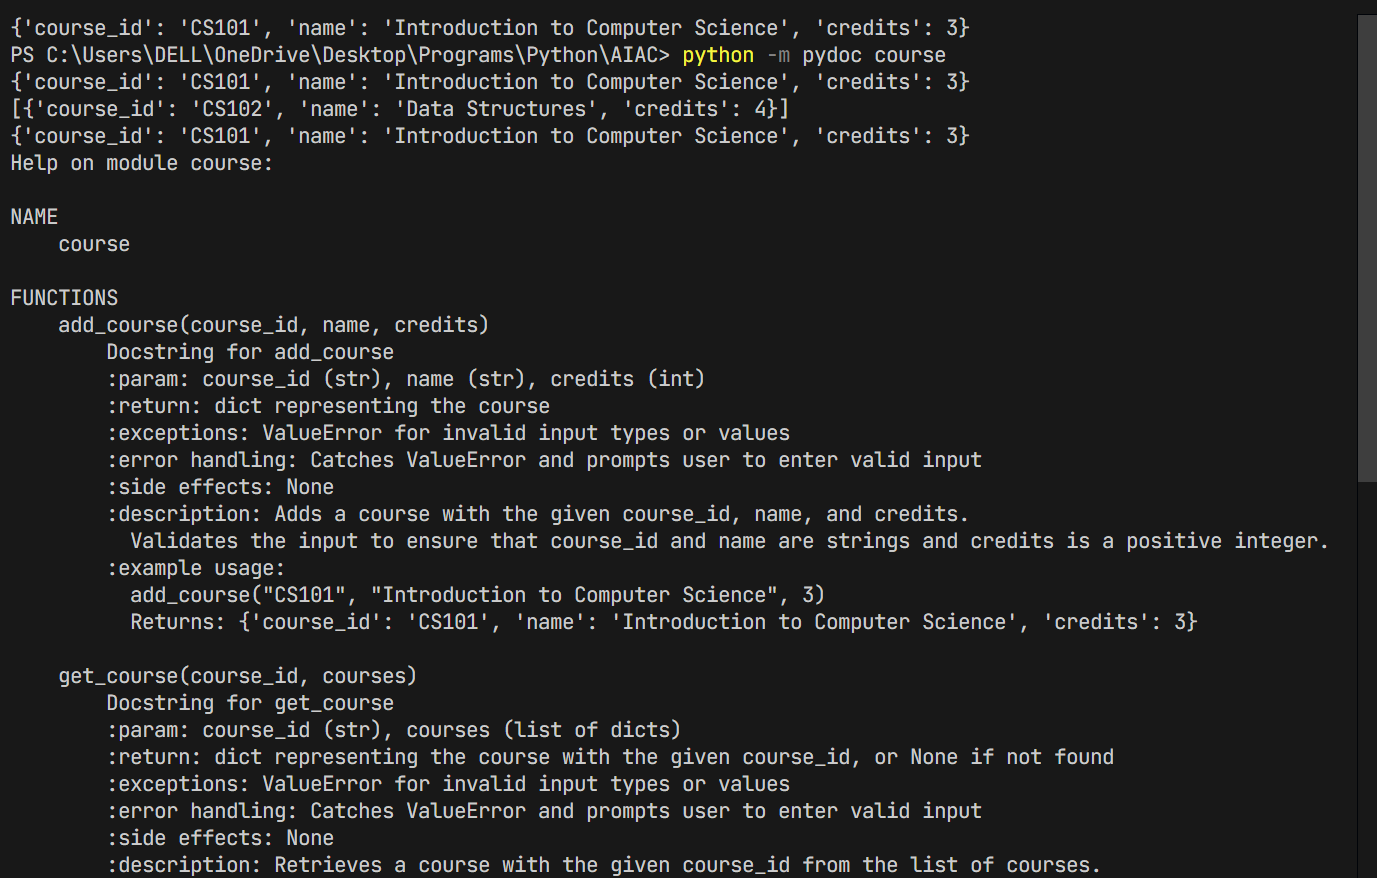 {'course_id': 'CS101', 'name': 'Introduction to Computer Science', 'credits': 3}
PS C:\Users\DELL\OneDrive\Desktop\Programs\Python\AIAC> python -m pydoc course
{'course_id': 'CS101', 'name': 'Introduction to Computer Science', 'credits': 3}
[{'course_id': 'CS102', 'name': 'Data Structures', 'credits': 4}]
{'course_id': 'CS101', 'name': 'Introduction to Computer Science', 'credits': 3}
Help on module course:

NAME
    course

FUNCTIONS
    add_course(course_id, name, credits)
        Docstring for add_course
        :param: course_id (str), name (str), credits (int)
        :return: dict representing the course
        :exceptions: ValueError for invalid input types or values
        :error handling: Catches ValueError and prompts user to enter valid input
        :side effects: None
        :description: Adds a course with the given course_id, name, and credits.
          Validates the input to ensure that course_id and name are strings and credits is a positive integer.
        :example usage:
          add_course("CS101", "Introduction to Computer Science", 3)
          Returns: {'course_id': 'CS101', 'name': 'Introduction to Computer Science', 'credits': 3}

    get_course(course_id, courses)
        Docstring for get_course
        :param: course_id (str), courses (list of dicts)
        :return: dict representing the course with the given course_id, or None if not found
        :exceptions: ValueError for invalid input types or values
        :error handling: Catches ValueError and prompts user to enter valid input
        :side effects: None
        :description: Retrieves a course with the given course_id from the list of courses.